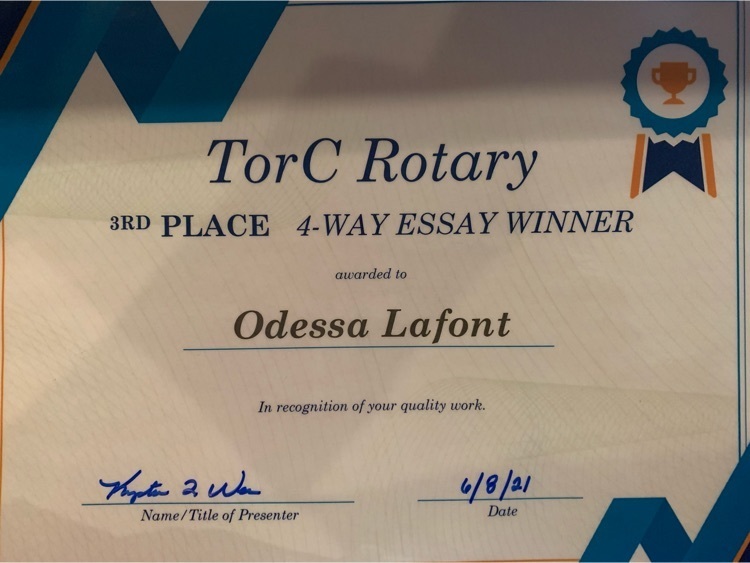 TorC Rotary
3RD PLACE 4-WAY ESSAY WINNER
awarded to
Odessa Lafont
In recognition of your quality work.
6/8/21
Name/Title of Presenter
Date